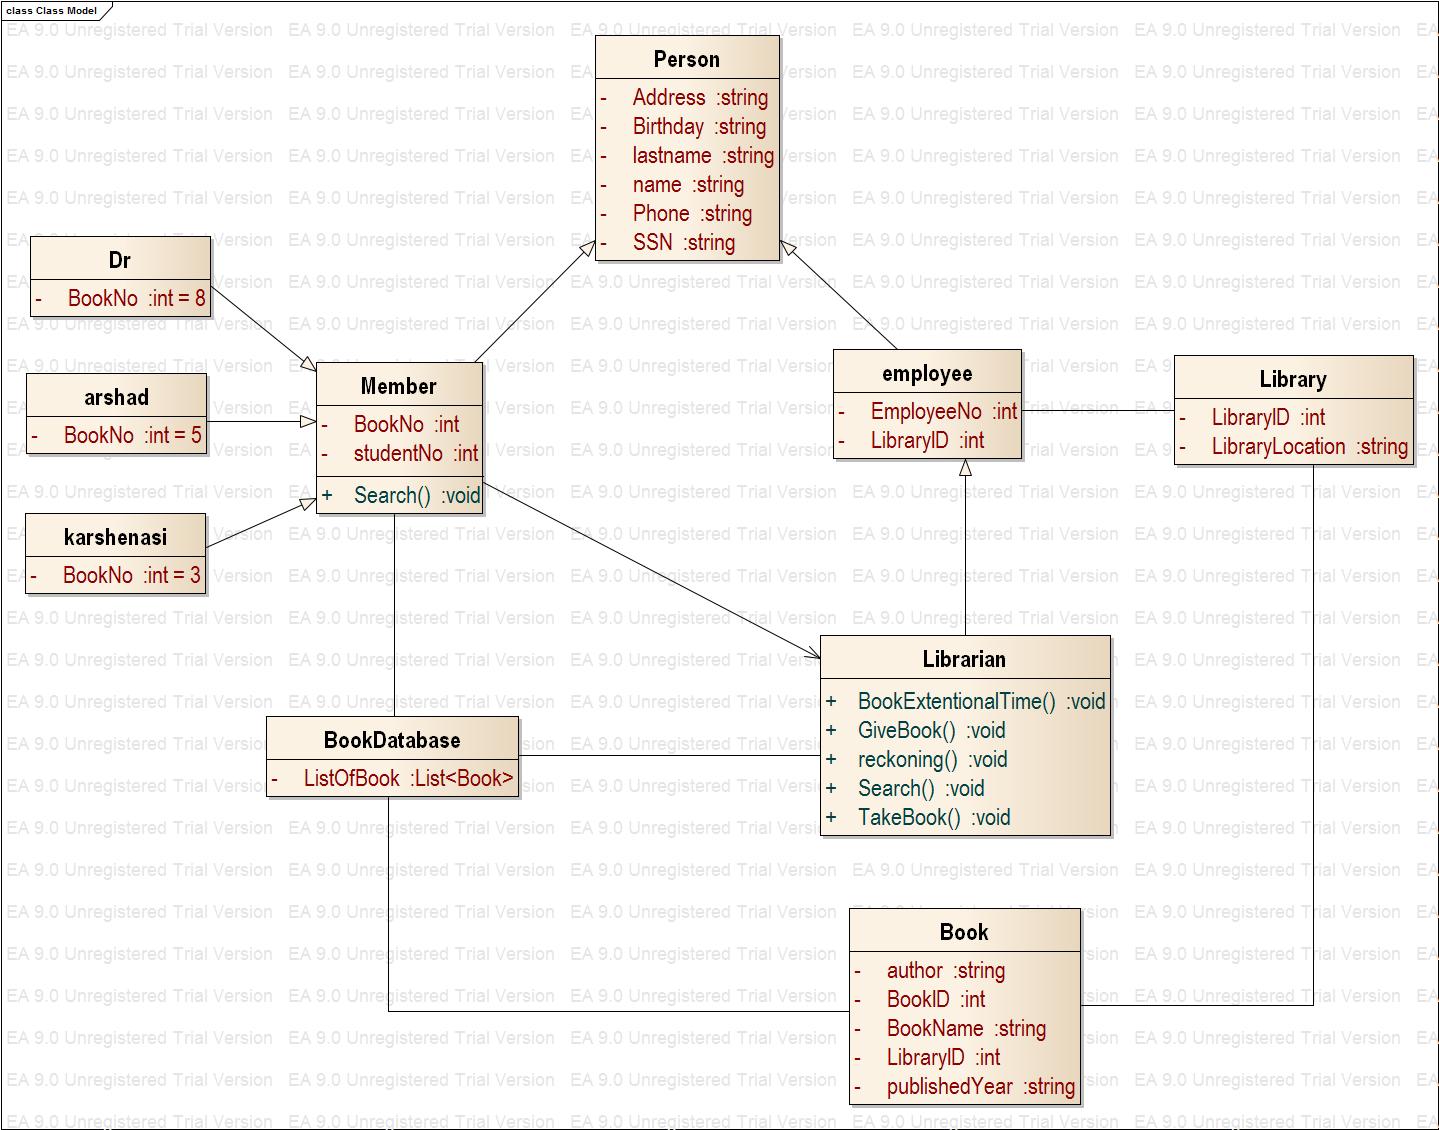 class Class Model
Person
- Address :string
- Birthday :string
- lastname :string
- name :string
- Phone :string
- SSN :string
Dr
- BookNo :int = 8
arshad
- BookNo :int = 5
karshenasi
- BookNo :int = 3
Member
- BookNo :int
- studentNo :int
+ Search() :void
employee
- EmployeeNo :int
- LibraryID :int
Library
- LibraryID :int
- LibraryLocation :string
Librarian
+ BookExtentionalTime() :void
+ GiveBook() :void
+ reckoning() :void
+ Search() :void
+ TakeBook() :void
BookDatabase
- ListOfBook :List<Book>
Book
- author :string
- BookID :int
- BookName :string
- LibraryID :int
- publishedYear :string
EA 9.0 Unregistered Trial Version